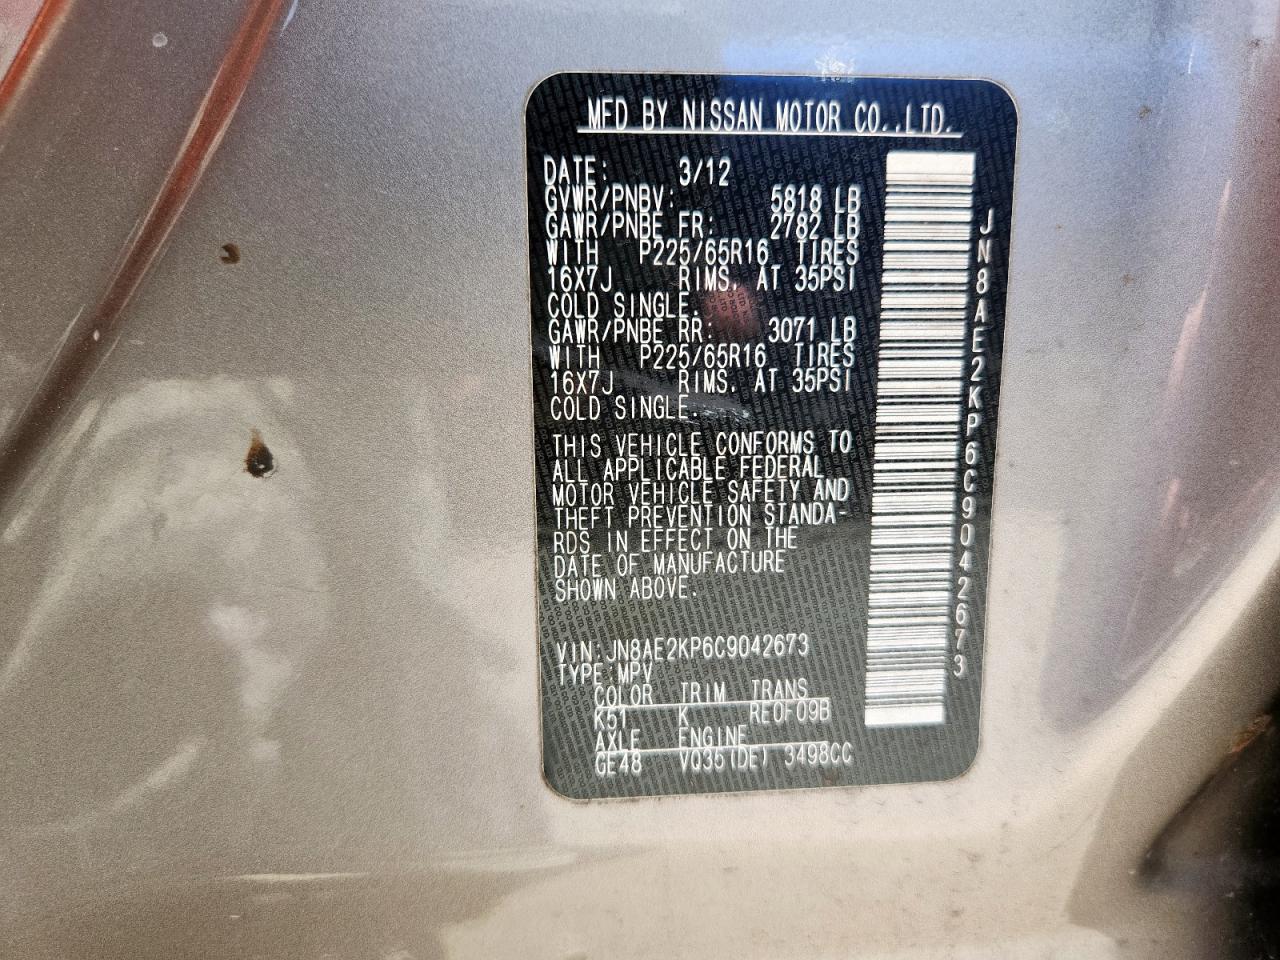 MFD BY NISSAN MOTOR CO.,LTD.
DATE: 3/12
GVWR/PNBV: 5818 LB
GAWR/PNBE FR: 2782 LB
WITH P225/65R16 TIRES
16X7J RIMS, AT 35PSI
COLD SINGLE.
GAWR/PNBE RR: 3071 LB
WITH P225/65R16 TIRES
16X7J RIMS, AT 35PSI
COLD SINGLE.
THIS VEHICLE CONFORMS TO
ALL APPLICABLE FEDERAL
MOTOR VEHICLE SAFETY AND
THEFT PREVENTION STANDA-
RDS IN EFFECT ON THE
DATE OF MANUFACTURE
SHOWN ABOVE.
VIN:JN8AE2KP6C9042673
TYPE:MPV
COLOR TRIM TRANS
K51 K RE0F09B
AXLE ENGINE
GE48 VQ35(DE) 3498CC
JN8AE2KP6C9042673